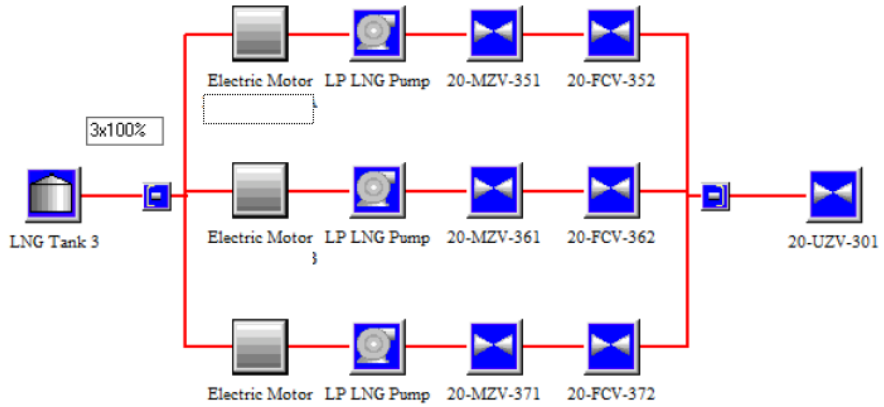 Electric Motor LP LNG Pump 20-MZV-351 20-FCV-352
3x100%
LNG Tank 3
Electric Motor LP LNG Pump 20-MZV-361 20-FCV-362
20-UZV-301
Electric Motor LP LNG Pump 20-MZV-371 20-FCV-372